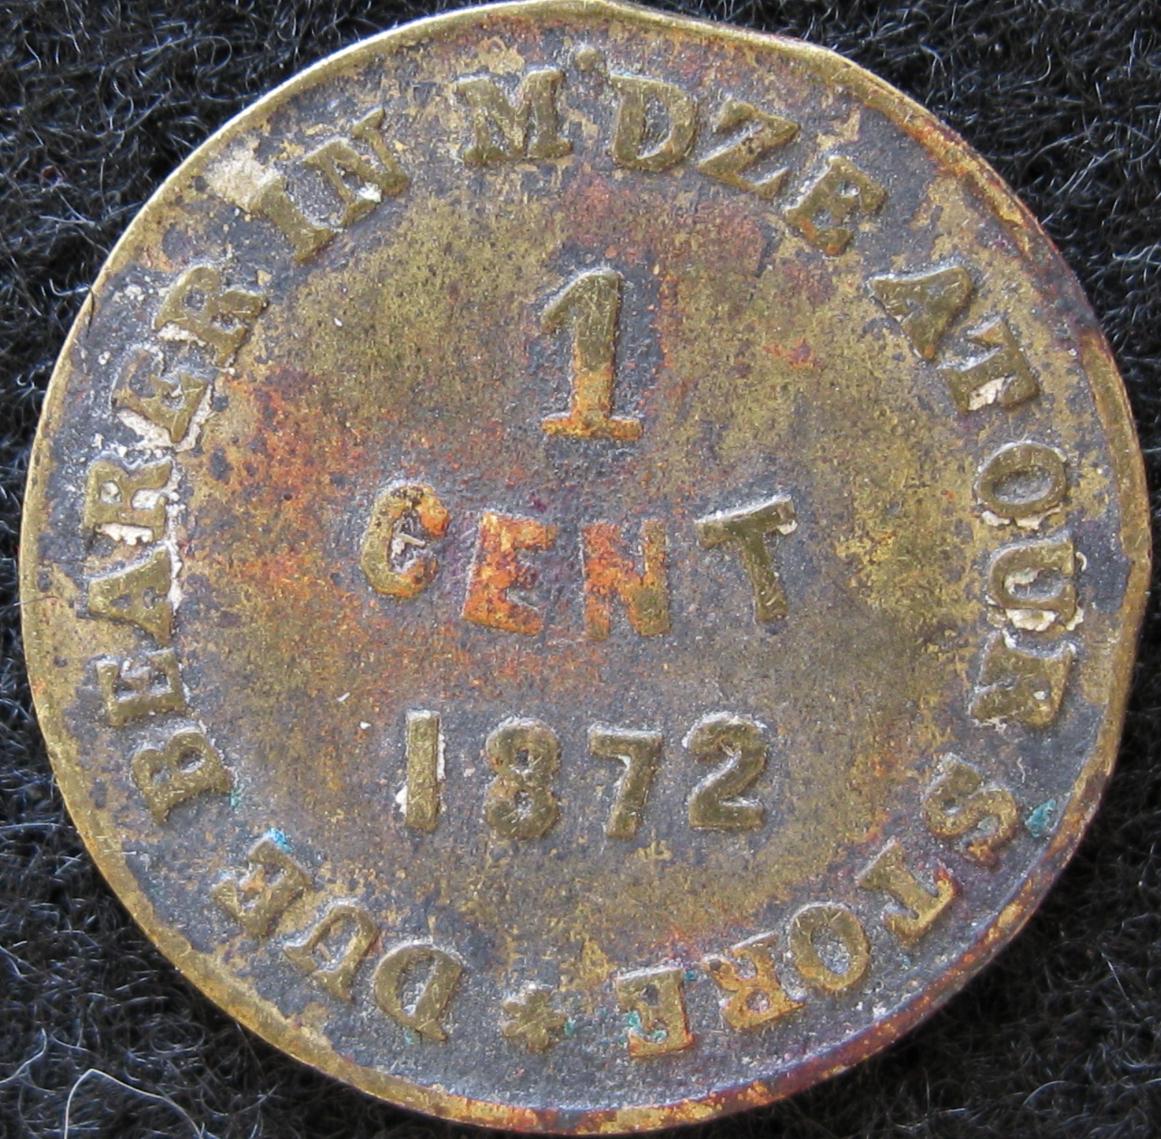 DUE BEARER IN M'DZE AT OUR STORE *
1
CENT
1872